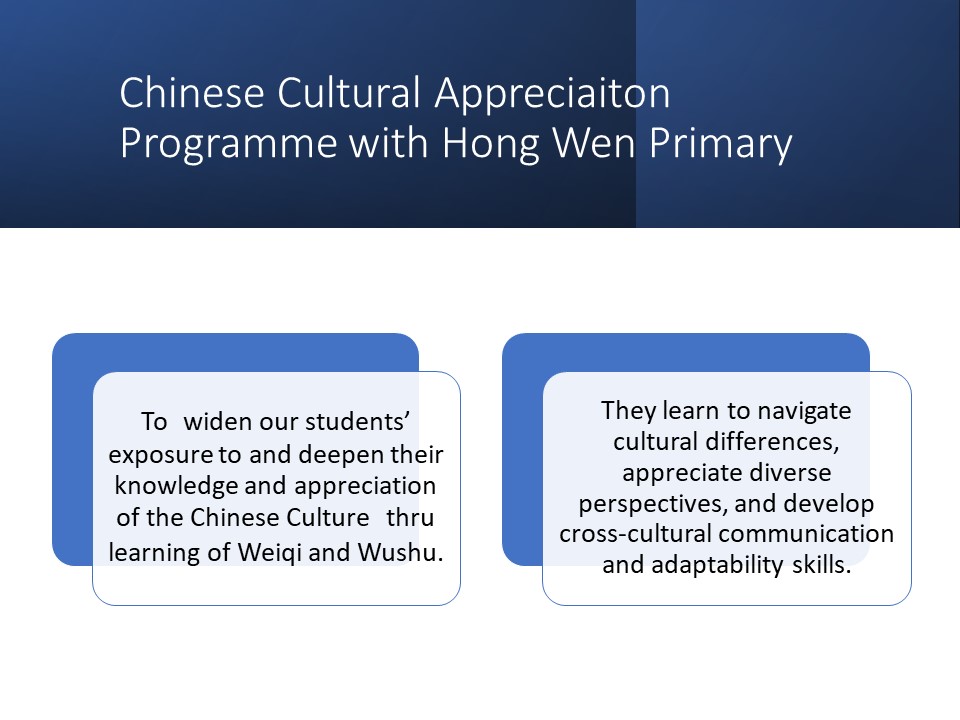 Chinese Cultural Appreciaiton
Programme with Hong Wen Primary
To widen our students’
exposure to and deepen their
knowledge and appreciation
of the Chinese Culture thru
learning of Weiqi and Wushu.
They learn to navigate
cultural differences,
appreciate diverse
perspectives, and develop
cross-cultural communication
and adaptability skills.